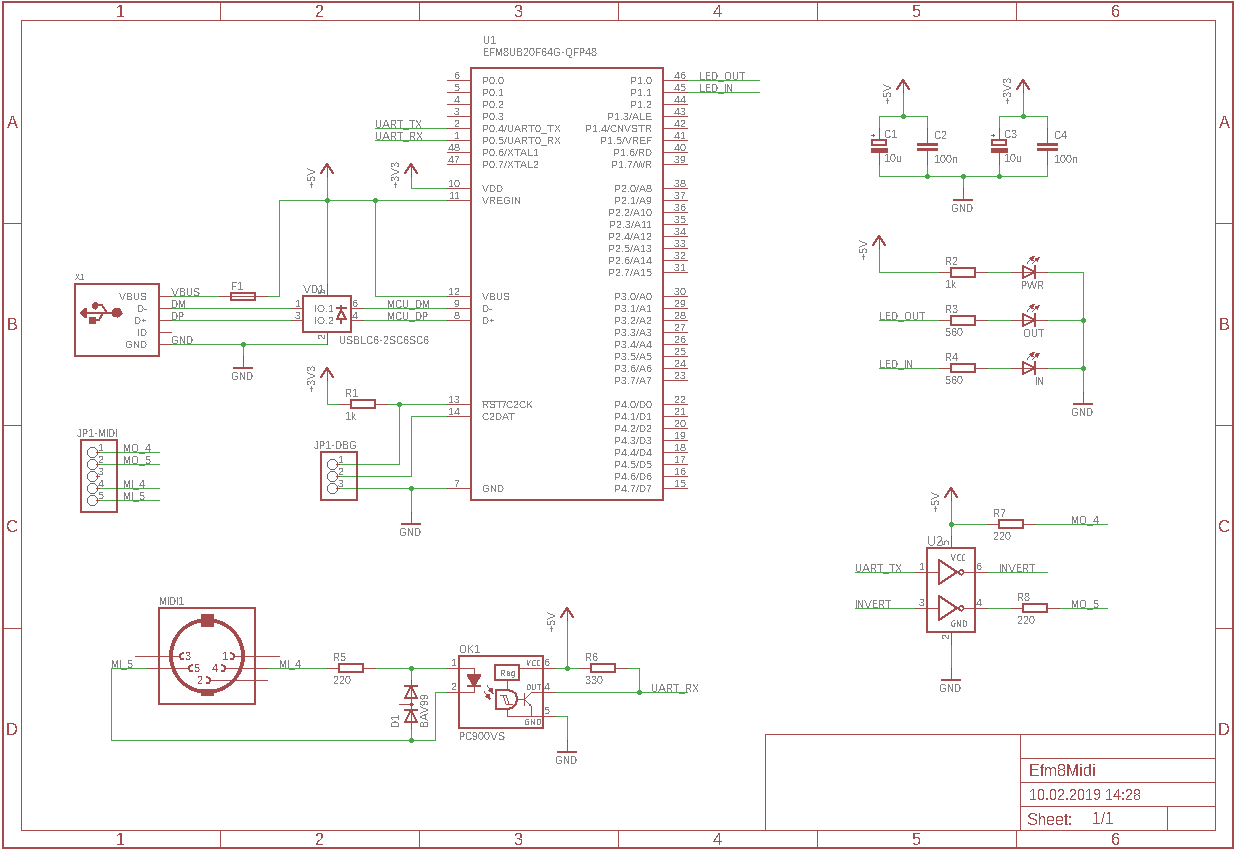 1 2 3 4 5 6
A
B
C
D
A
B
C
D
1 2 3 4 5 6
U1
EFM8UB20F64G-QFP48
6 P0.0
5 P0.1
4 P0.2
3 P0.3
UART_TX 2 P0.4/UART0_TX
UART_RX 1 P0.5/UART0_RX
48 P0.6/XTAL1
47 P0.7/XTAL2
10 VDD
11 VREGIN
12 VBUS
MCU_DM 9 D-
MCU_DP 8 D+
13 RST/C2CK
14 C2DAT
7 GND
P1.0 46 LED_OUT
P1.1 45 LED_IN
P1.2 44
P1.3/ALE 43
P1.4/CNVSTR 42
P1.5/VREF 41
P1.6/RD 40
P1.7/WR 39
P2.0/A8 38
P2.1/A9 37
P2.2/A10 36
P2.3/A11 35
P2.4/A12 34
P2.5/A13 33
P2.6/A14 32
P2.7/A15 31
P3.0/A0 30
P3.1/A1 29
P3.2/A2 28
P3.3/A3 27
P3.4/A4 26
P3.5/A5 25
P3.6/A6 24
P3.7/A7 23
P4.0/D0 22
P4.1/D1 21
P4.2/D2 20
P4.3/D3 19
P4.4/D4 18
P4.5/D5 17
P4.6/D6 16
P4.7/D7 15
+5V
+3V3
X1
VBUS VBUS
D- DM
D+ DP
ID
GND GND
F1
GND
VD1
5
1 IO.1 6
3 IO.2 4
2
USBLC6-2SC6SC6
+3V3
R1
1k
JP1-DBG
1
2
3
GND
JP1-MIDI
1 MO_4
2 MO_5
3
4 MI_4
5 MI_5
+5V
C1
10u
C2
100n
+3V3
C3
10u
C4
100n
GND
+5V
R2
1k
PWR
LED_OUT
R3
560
OUT
LED_IN
R4
560
IN
GND
+5V
R7
220
MO_4
U2
5
VCC
UART_TX 1 6 INVERT
INVERT 3 4
R8
220
MO_5
GND
2
GND
MIDI1
3 1
5 4
2
MI_5
MI_4
R5
220
D1
BAV99
OK1
1 VCC 6
Reg
2 OUT 4
GND 5
PC900VS
+5V
R6
330
UART_RX
GND
Efm8Midi
10.02.2019 14:28
Sheet: 1/1